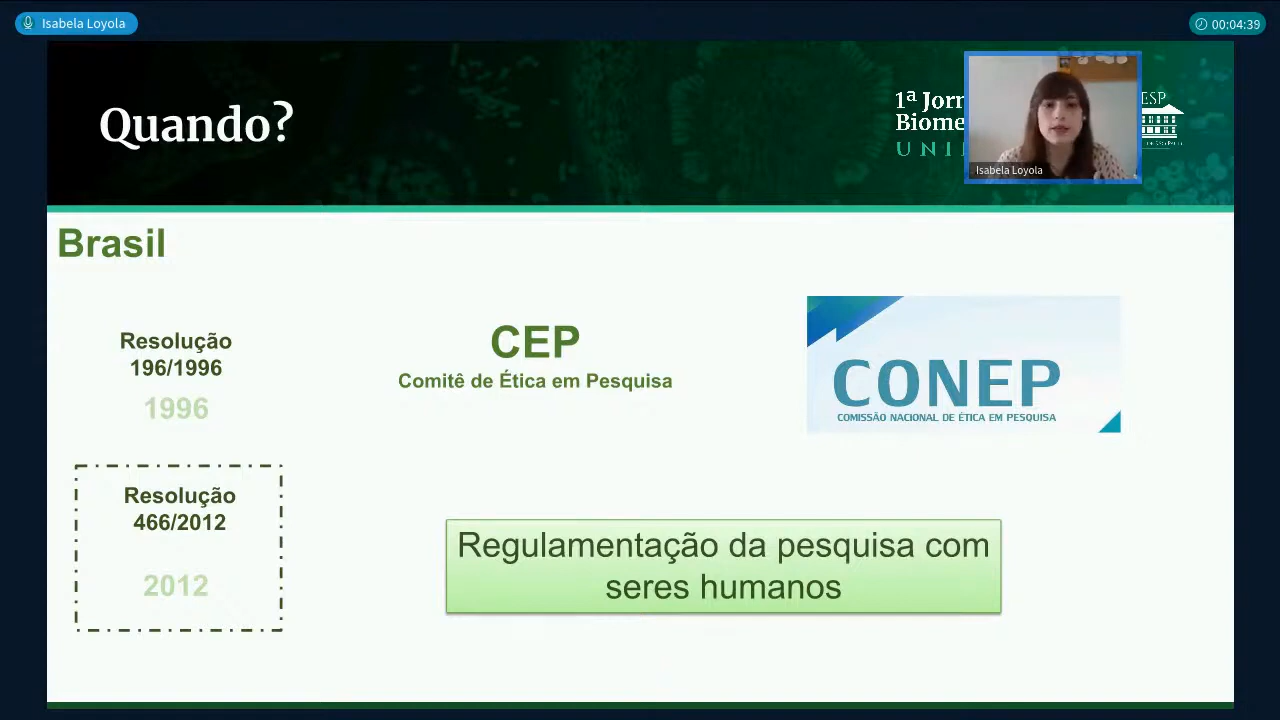 Isabela Loyola
00:04:39
Quando?
1ª Jorn
Biome
UNI
ESP
Isabela Loyola
Brasil
Resolução
196/1996
1996
CEP
Comitê de Ética em Pesquisa
CONEP
COMISSÃO NACIONAL DE ÉTICA EM PESQUISA
Resolução
466/2012
2012
Regulamentação da pesquisa com
seres humanos